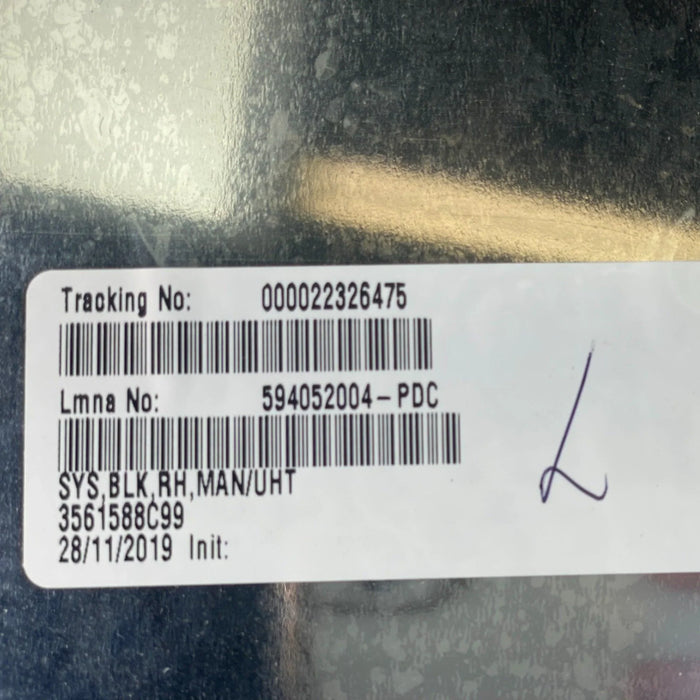 Tracking No: 000022326475
Lmna No: 594052004-PDC
SYS,BLK,RH,MAN/UHT
3561588C99
28/11/2019 Init:
L